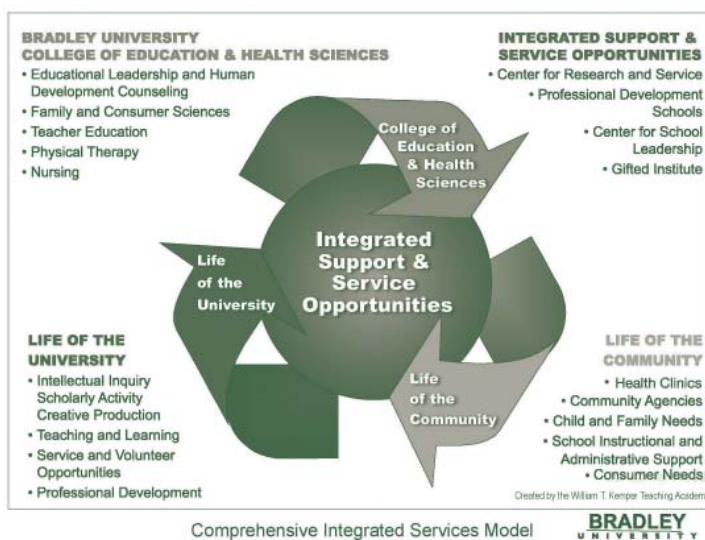 BRADLEY UNIVERSITY
COLLEGE OF EDUCATION & HEALTH SCIENCES
• Educational Leadership and Human
Development Counseling
• Family and Consumer Sciences
• Teacher Education
• Physical Therapy
• Nursing
INTEGRATED SUPPORT &
SERVICE OPPORTUNITIES
• Center for Research and Service
• Professional Development
Schools
• Center for School
Leadership
• Gifted Institute
College of
Education
& Health
Sciences
Integrated
Support &
Service
Opportunities
Life
of the
University
Life
of the
Community
LIFE OF THE
UNIVERSITY
• Intellectual Inquiry
Scholarly Activity
Creative Production
• Teaching and Learning
• Service and Volunteer
Opportunities
• Professional Development
LIFE OF THE
COMMUNITY
• Health Clinics
• Community Agencies
• Child and Family Needs
• School Instructional and
Administrative Support
• Consumer Needs
Created by the William T. Kemper Teaching Academ
Comprehensive Integrated Services Model
BRADLEY
UNIVERSITY